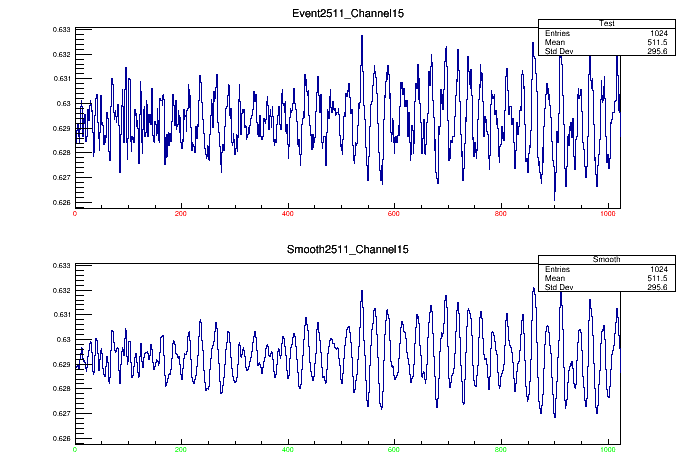 Event2511_Channel15
Test
Entries 1024
Mean 511.5
Std Dev 295.6
0.633
0.632
0.631
0.63
0.629
0.628
0.627
0.626
0 200 400 600 800 1000
Smooth2511_Channel15
Smooth
Entries 1024
Mean 511.5
Std Dev 295.6
0.633
0.632
0.631
0.63
0.629
0.628
0.627
0.626
0 200 400 600 800 1000